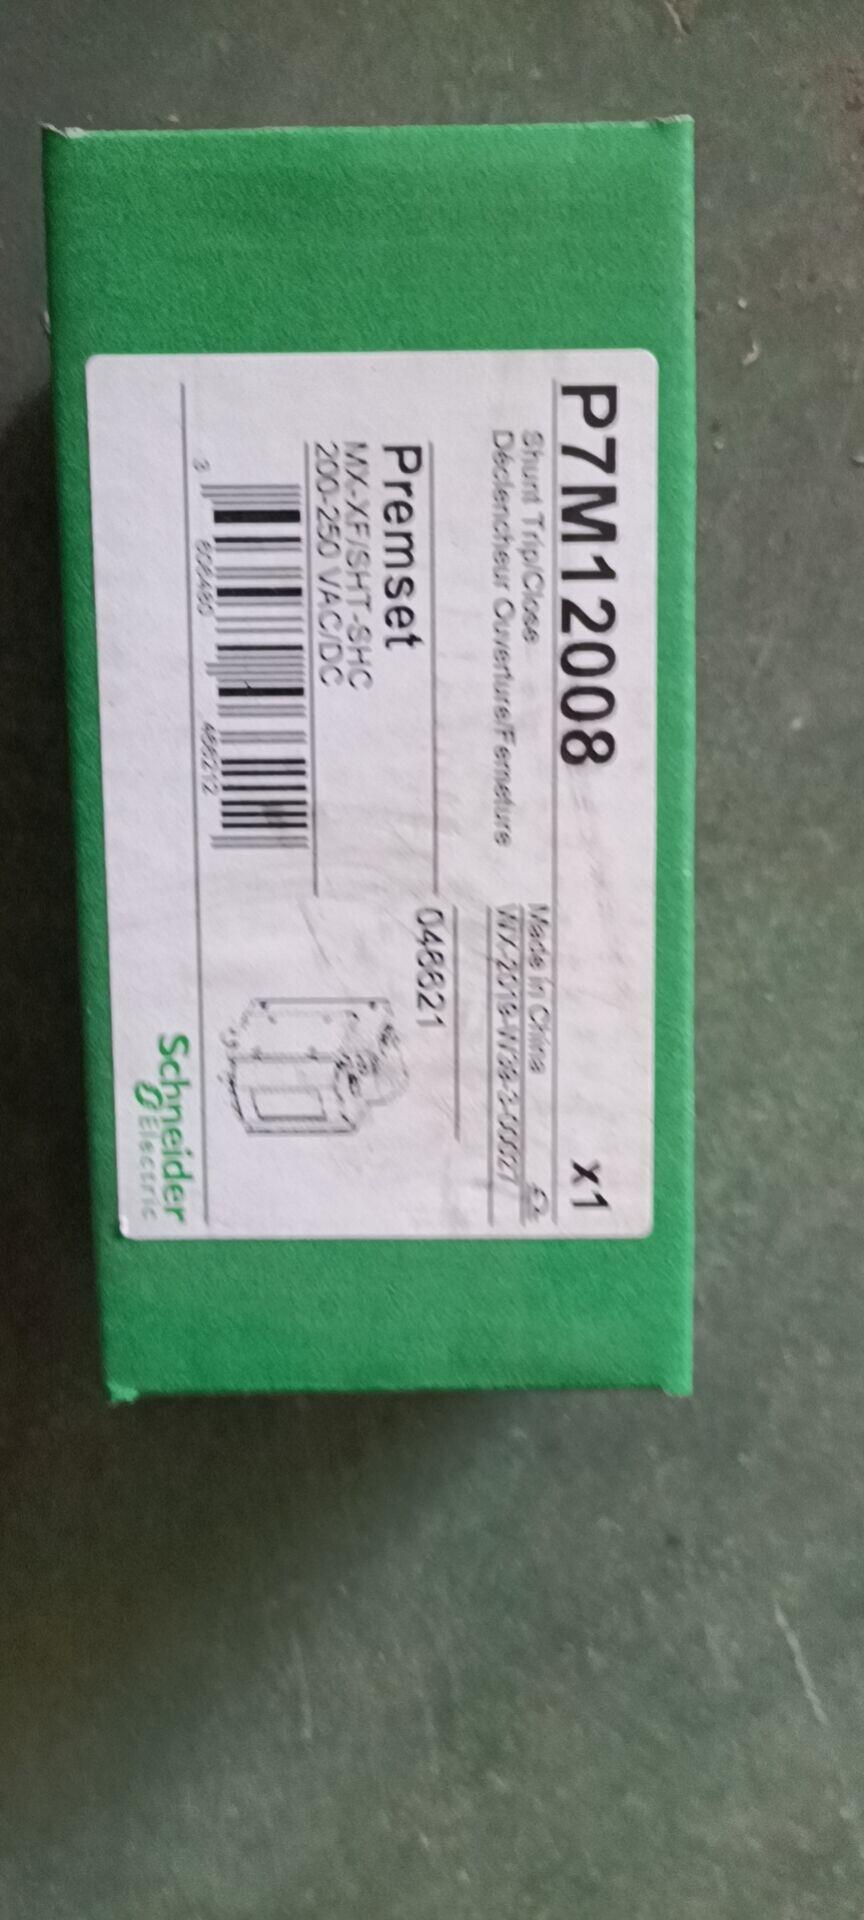 P7M12008
x1
Shunt Trip/Close
Made in China
Déclencheur Ouverture/Fermeture
Premset
MX-XF/SHT-SHC
200-250 VAC/DC
3
Schneider
Electric